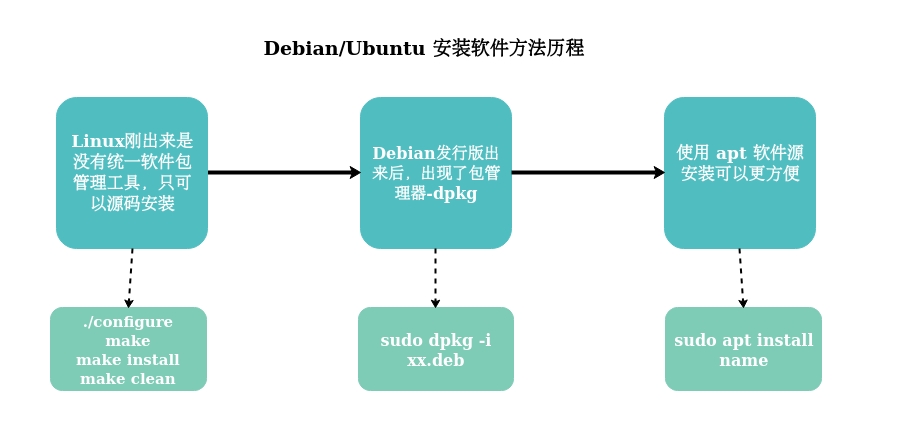 Debian/Ubuntu 安装软件方法历程
Linux刚出来是
没有统一软件包
管理工具，只可
以源码安装
Debian发行版出
来后，出现了包管
理器-dpkg
使用 apt 软件源
安装可以更方便
./configure
make
make install
make clean
sudo dpkg -i
xx.deb
sudo apt install
name